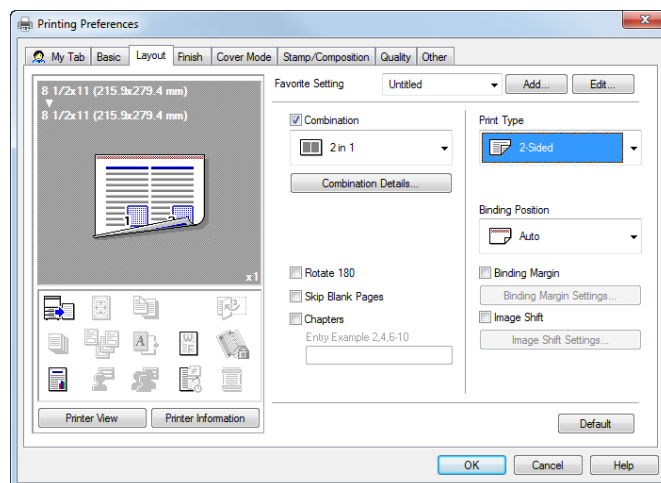 Printing Preferences
My Tab Basic Layout Finish Cover Mode Stamp/Composition Quality Other
8 1/2x11 (215.9x279.4 mm)
8 1/2x11 (215.9x279.4 mm)
1 2
x1
Printer View Printer Information
Favorite Setting Untitled Add... Edit...
Combination
2 in 1
Combination Details...
Rotate 180
Skip Blank Pages
Chapters
Entry Example 2,4,6-10
Print Type
2-Sided
Binding Position
Auto
Binding Margin
Binding Margin Settings...
Image Shift
Image Shift Settings...
Default
OK Cancel Help